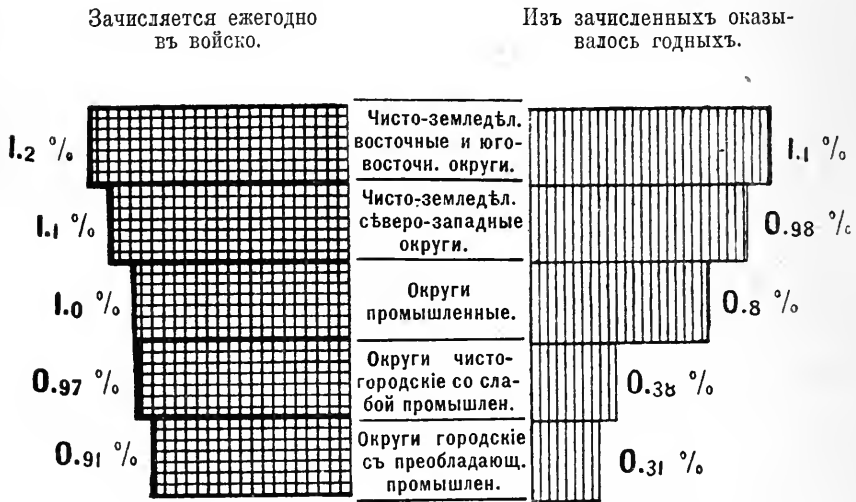 Зачисляется ежегодно
въ войско.
Изъ зачисленныхъ оказы-
валось годныхъ.
1.2 %
Чисто-земледѣл.
восточные и юго-
восточн. округи.
1.1 %
1.1 %
Чисто-земледѣл.
сѣверо-западные
округи.
0.98 %
1.0 %
Округи
промышленные.
0.8 %
0.97 %
Округи чисто-
городскіе со сла-
бой промышлен.
0.38 %
0.91 %
Округи городскіе
съ преобладающ.
промышлен.
0.31 %